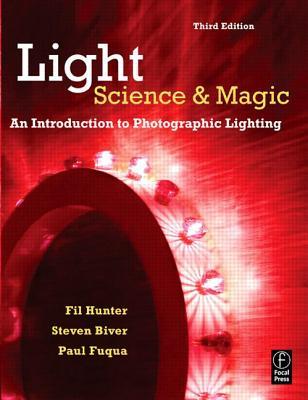 Third Edition
Light
Science & Magic
An Introduction to Photographic Lighting
Fil Hunter
Steven Biver
Paul Fuqua
Focal
Press